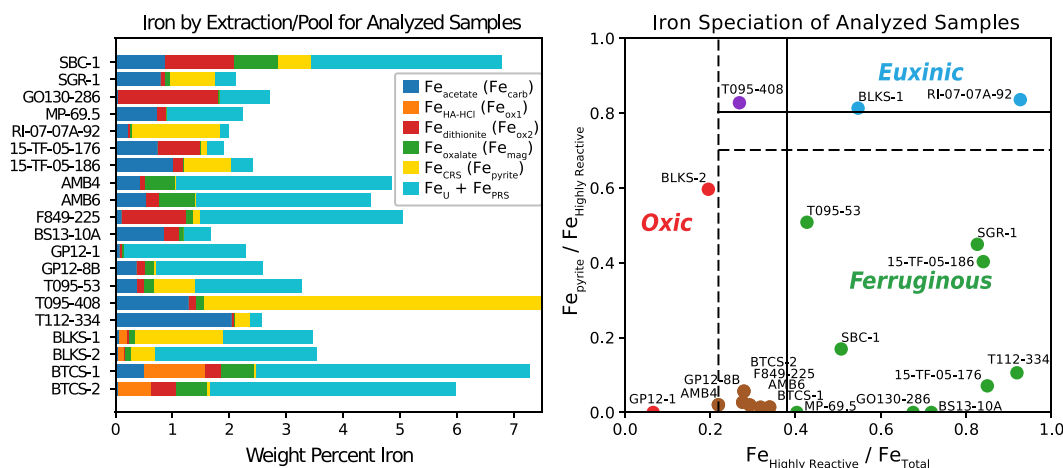 Iron by Extraction/Pool for Analyzed Samples
SBC-1
SGR-1
GO130-286
MP-69.5
RI-07-07A-92
15-TF-05-176
15-TF-05-186
AMB4
AMB6
F849-225
BS13-10A
GP12-1
GP12-8B
T095-53
T095-408
T112-334
BLKS-1
BLKS-2
BTCS-1
BTCS-2
Fe_acetate (Fe_carb)
Fe_HA-HCl (Fe_ox1)
Fe_dithionite (Fe_ox2)
Fe_oxalate (Fe_mag)
Fe_CRS (Fe_pyrite)
Fe_U + Fe_PRS
0 1 2 3 4 5 6 7
Weight Percent Iron
Iron Speciation of Analyzed Samples
Fe_pyrite / Fe_Highly Reactive
1.0
0.8
0.6
0.4
0.2
0.0
Euxinic
T095-408
BLKS-1
RI-07-07A-92
BLKS-2
Oxic
T095-53
SGR-1
15-TF-05-186
Ferruginous
SBC-1
T112-334
BTCS-2
F849-225
GP12-8B
AMB6
15-TF-05-176
AMB4
BTCS-1
GP12-1
MP-69.5
GO130-286
BS13-10A
0.0 0.2 0.4 0.6 0.8 1.0
Fe_Highly Reactive / Fe_Total